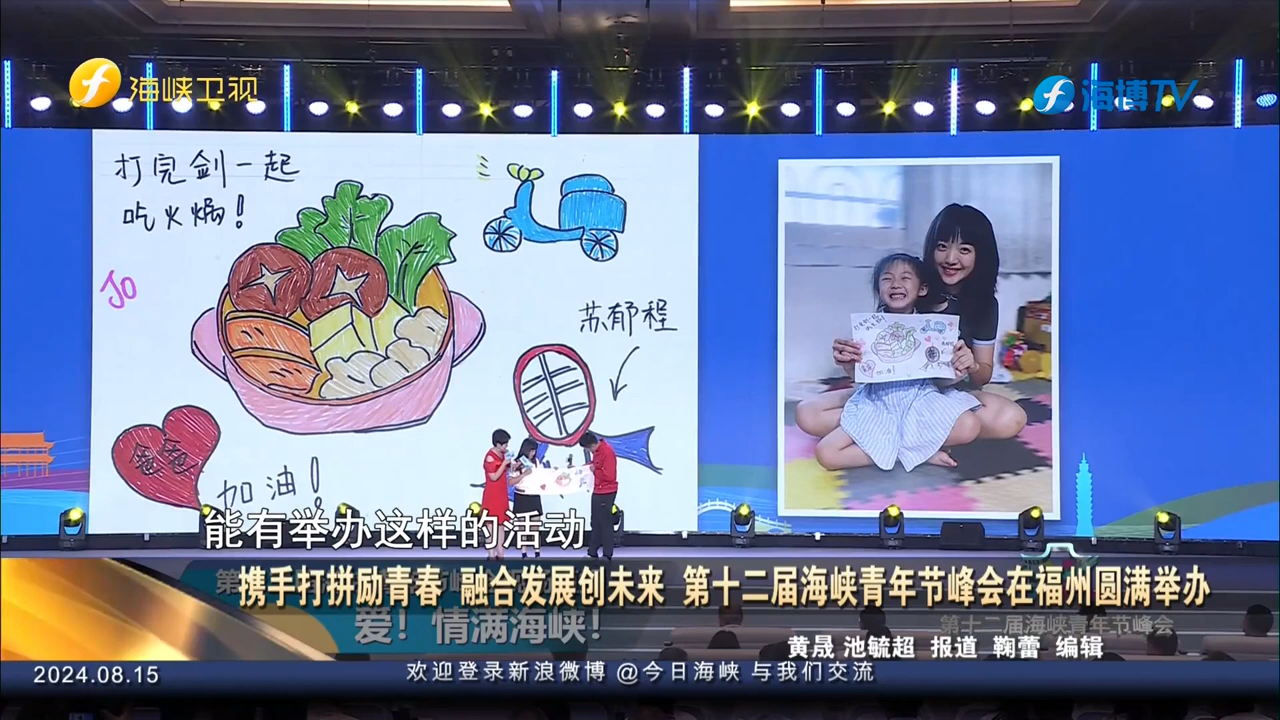 海峡卫视
海博TV
打完剑一起
吃火焗!
Jo
苏郁程
爸爸
加油!
能有举办这样的活动
携手打拼励青春 融合发展创未来 第十二届海峡青年节峰会在福州圆满举办
爱!情满海峡!
第十二届海峡青年节峰会
黄晟 池毓超 报道 鞠蕾 编辑
2024.08.15
欢迎登录新浪微博 @今日海峡 与我们交流